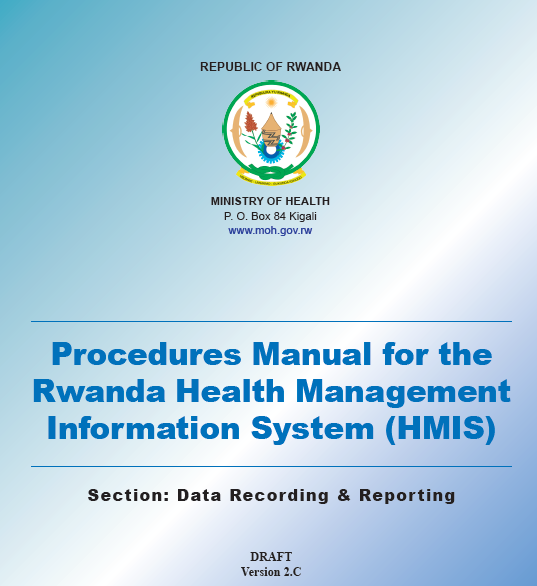 REPUBLIC OF RWANDA
MINISTRY OF HEALTH
P. O. Box 84 Kigali
www.moh.gov.rw
Procedures Manual for the
Rwanda Health Management
Information System (HMIS)
Section: Data Recording & Reporting
DRAFT
Version 2.C